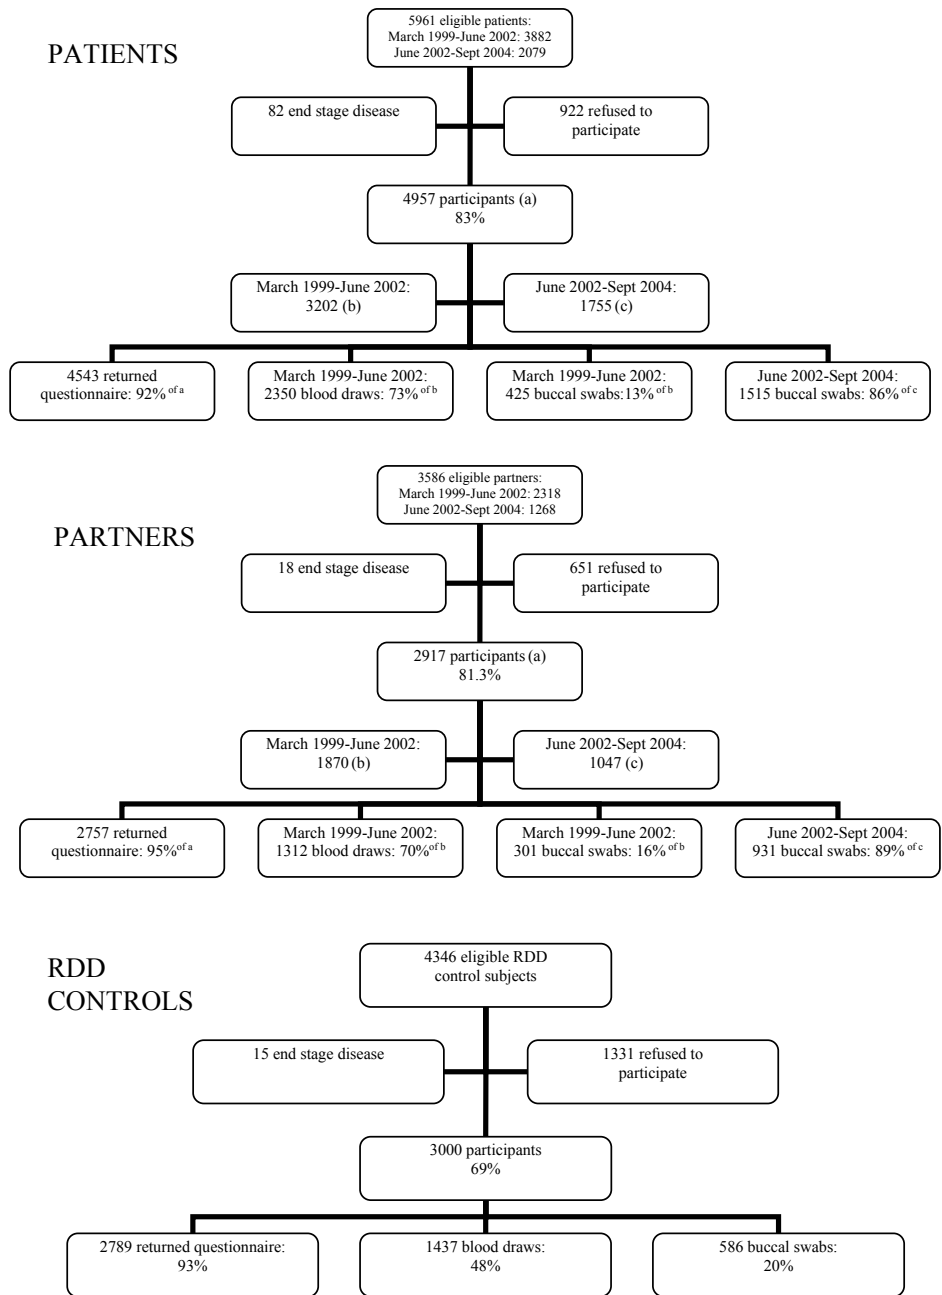 PATIENTS
5961 eligible patients:
March 1999-June 2002: 3882
June 2002-Sept 2004: 2079
82 end stage disease
922 refused to
participate
4957 participants (a)
83%
March 1999-June 2002:
3202 (b)
June 2002-Sept 2004:
1755 (c)
4543 returned
questionnaire: 92% of a
March 1999-June 2002:
2350 blood draws: 73% of b
March 1999-June 2002:
425 buccal swabs:13% of b
June 2002-Sept 2004:
1515 buccal swabs: 86% of c
PARTNERS
3586 eligible partners:
March 1999-June 2002: 2318
June 2002-Sept 2004: 1268
18 end stage disease
651 refused to
participate
2917 participants (a)
81.3%
March 1999-June 2002:
1870 (b)
June 2002-Sept 2004:
1047 (c)
2757 returned
questionnaire: 95% of a
March 1999-June 2002:
1312 blood draws: 70% of b
March 1999-June 2002:
301 buccal swabs: 16% of b
June 2002-Sept 2004:
931 buccal swabs: 89% of c
RDD
CONTROLS
4346 eligible RDD
control subjects
15 end stage disease
1331 refused to
participate
3000 participants
69%
2789 returned questionnaire:
93%
1437 blood draws:
48%
586 buccal swabs:
20%